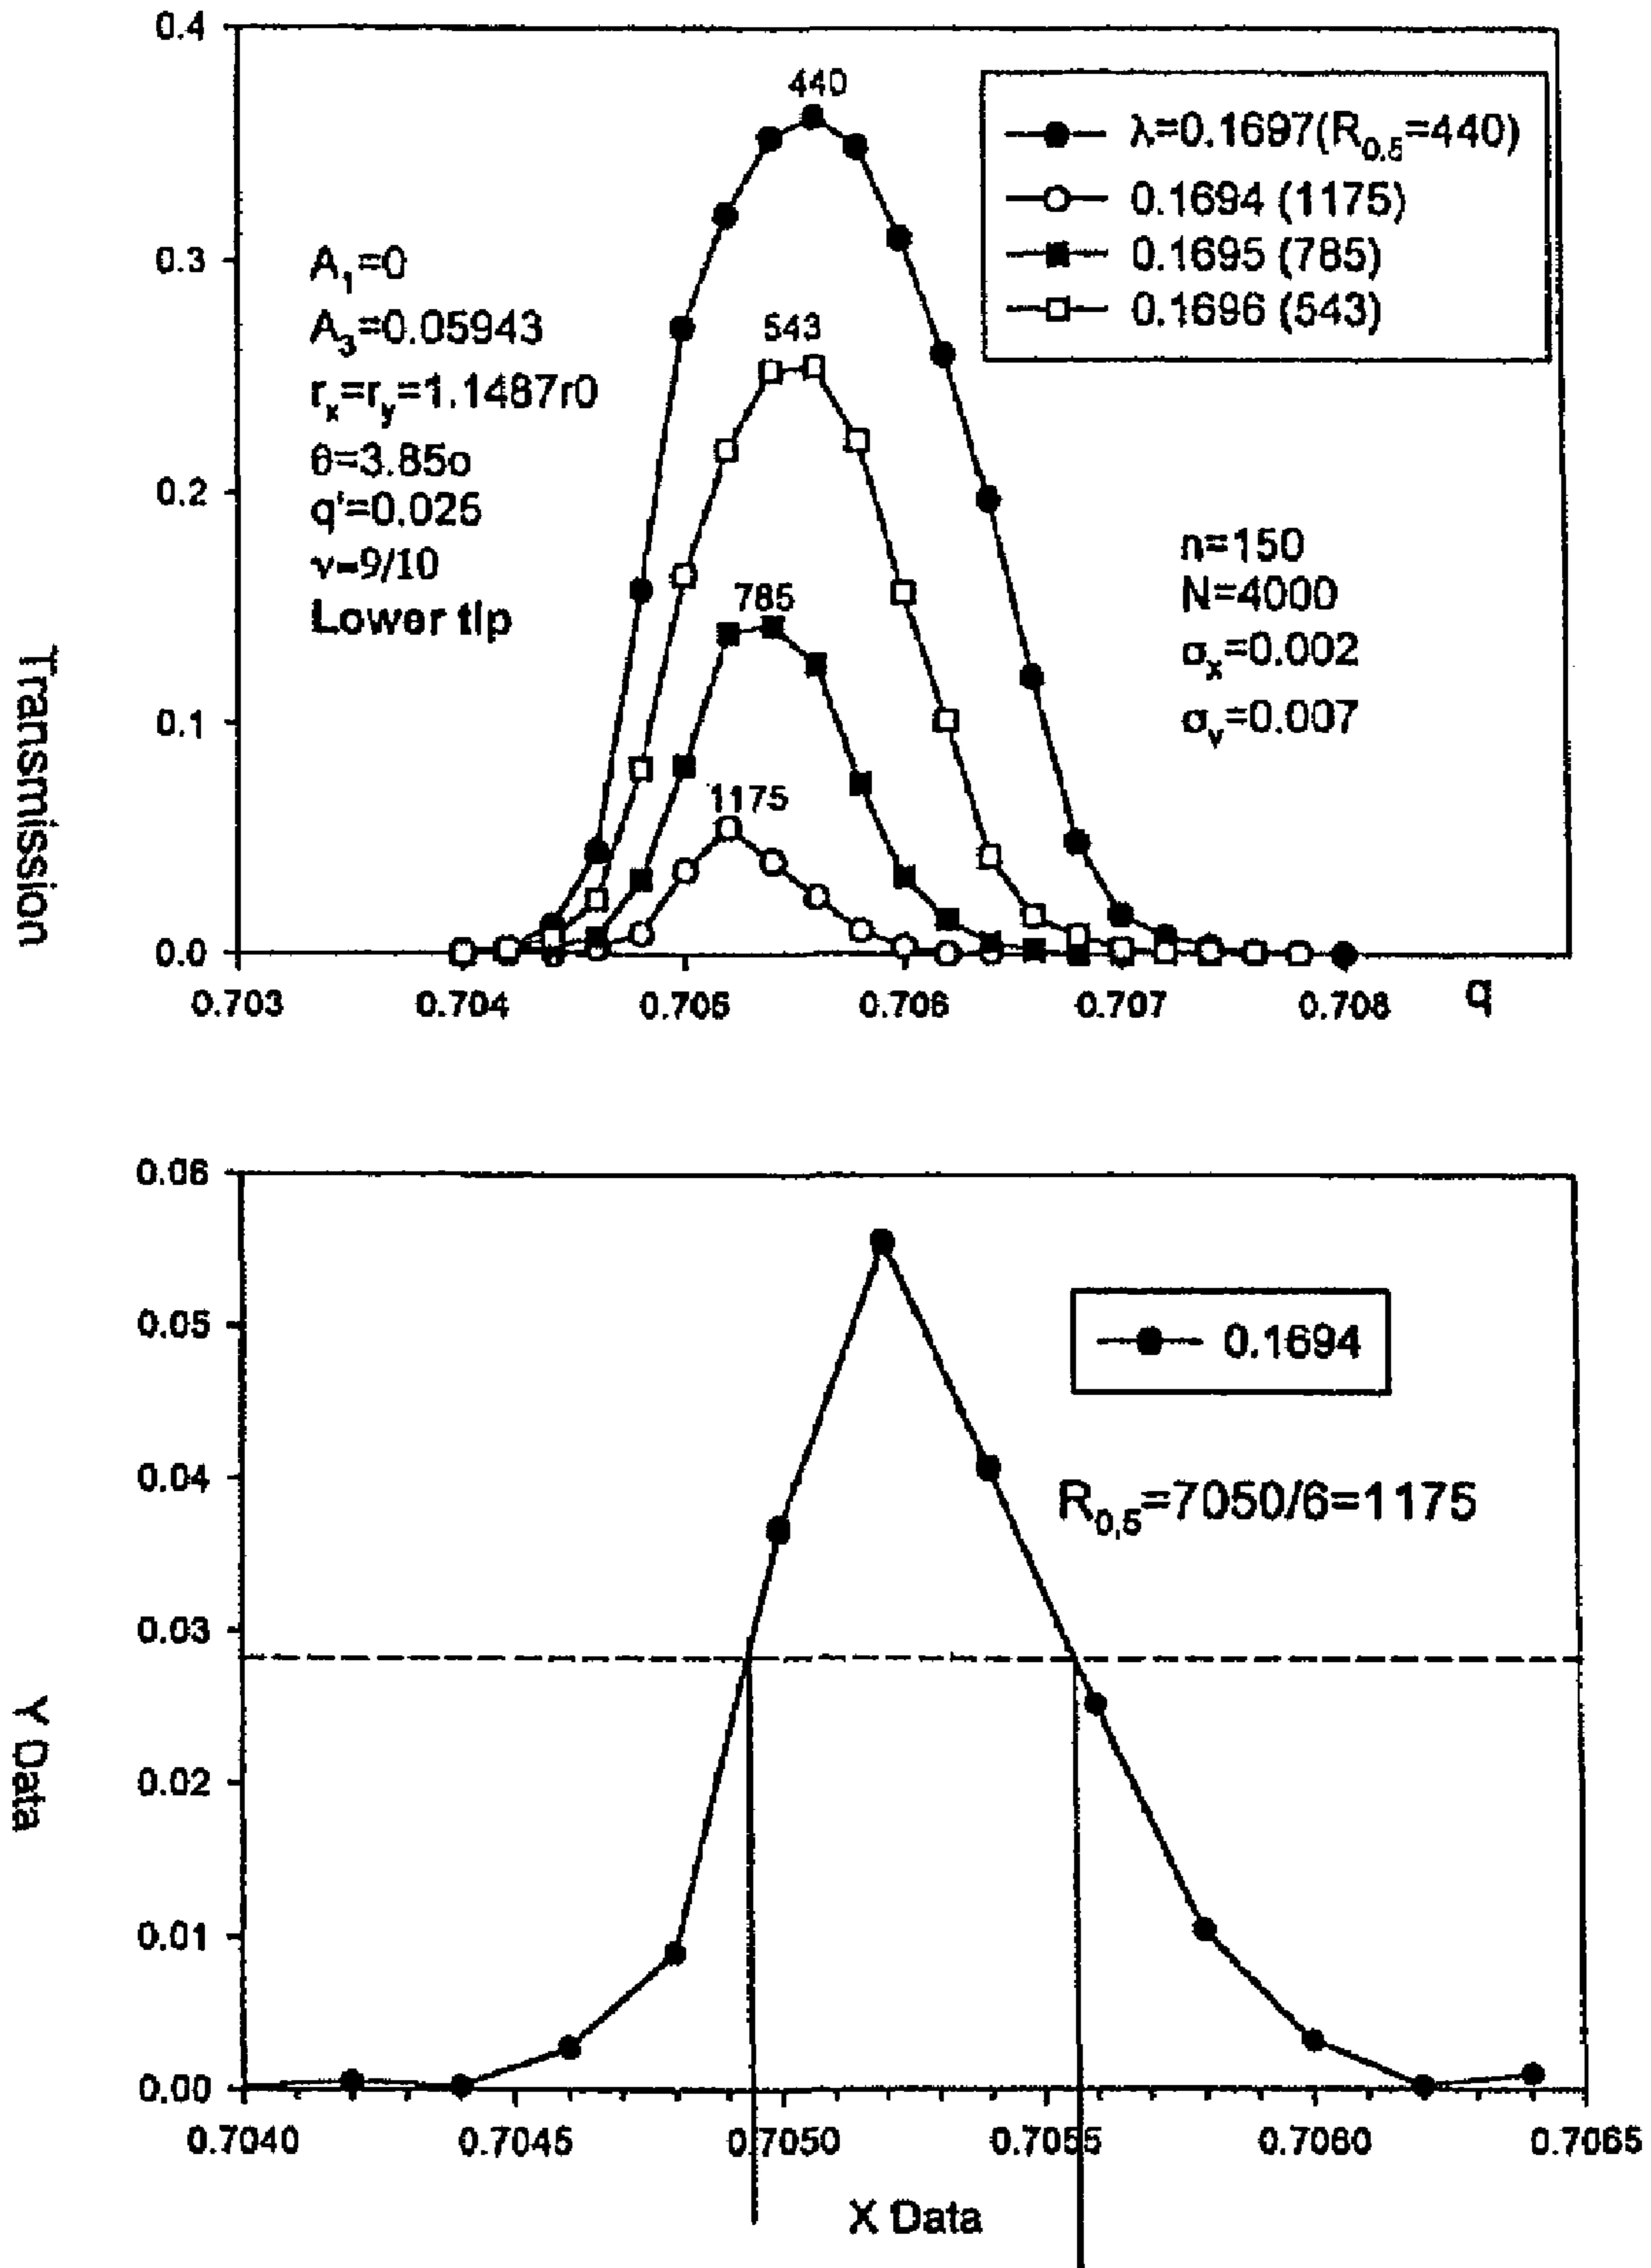 0.4
0.3
0.2
0.1
0.0
Transmission
0.703
0.704
0.705
0.706
0.707
0.708
q
440
543
785
1175
A₁=0
A₃=0.05943
rₓ=r_y=1.1487r0
θ=3.85o
q'=0.025
ν=9/10
Lower tip
λ=0.1697(R₀.₅=440)
0.1694 (1175)
0.1695 (785)
0.1696 (543)
n=150
N=4000
σₓ=0.002
σᵥ=0.007
0.06
0.05
0.04
0.03
0.02
0.01
0.00
Y Data
0.7040
0.7045
0.7050
0.7055
0.7060
0.7065
X Data
0.1694
R₀,₅=7050/6=1175